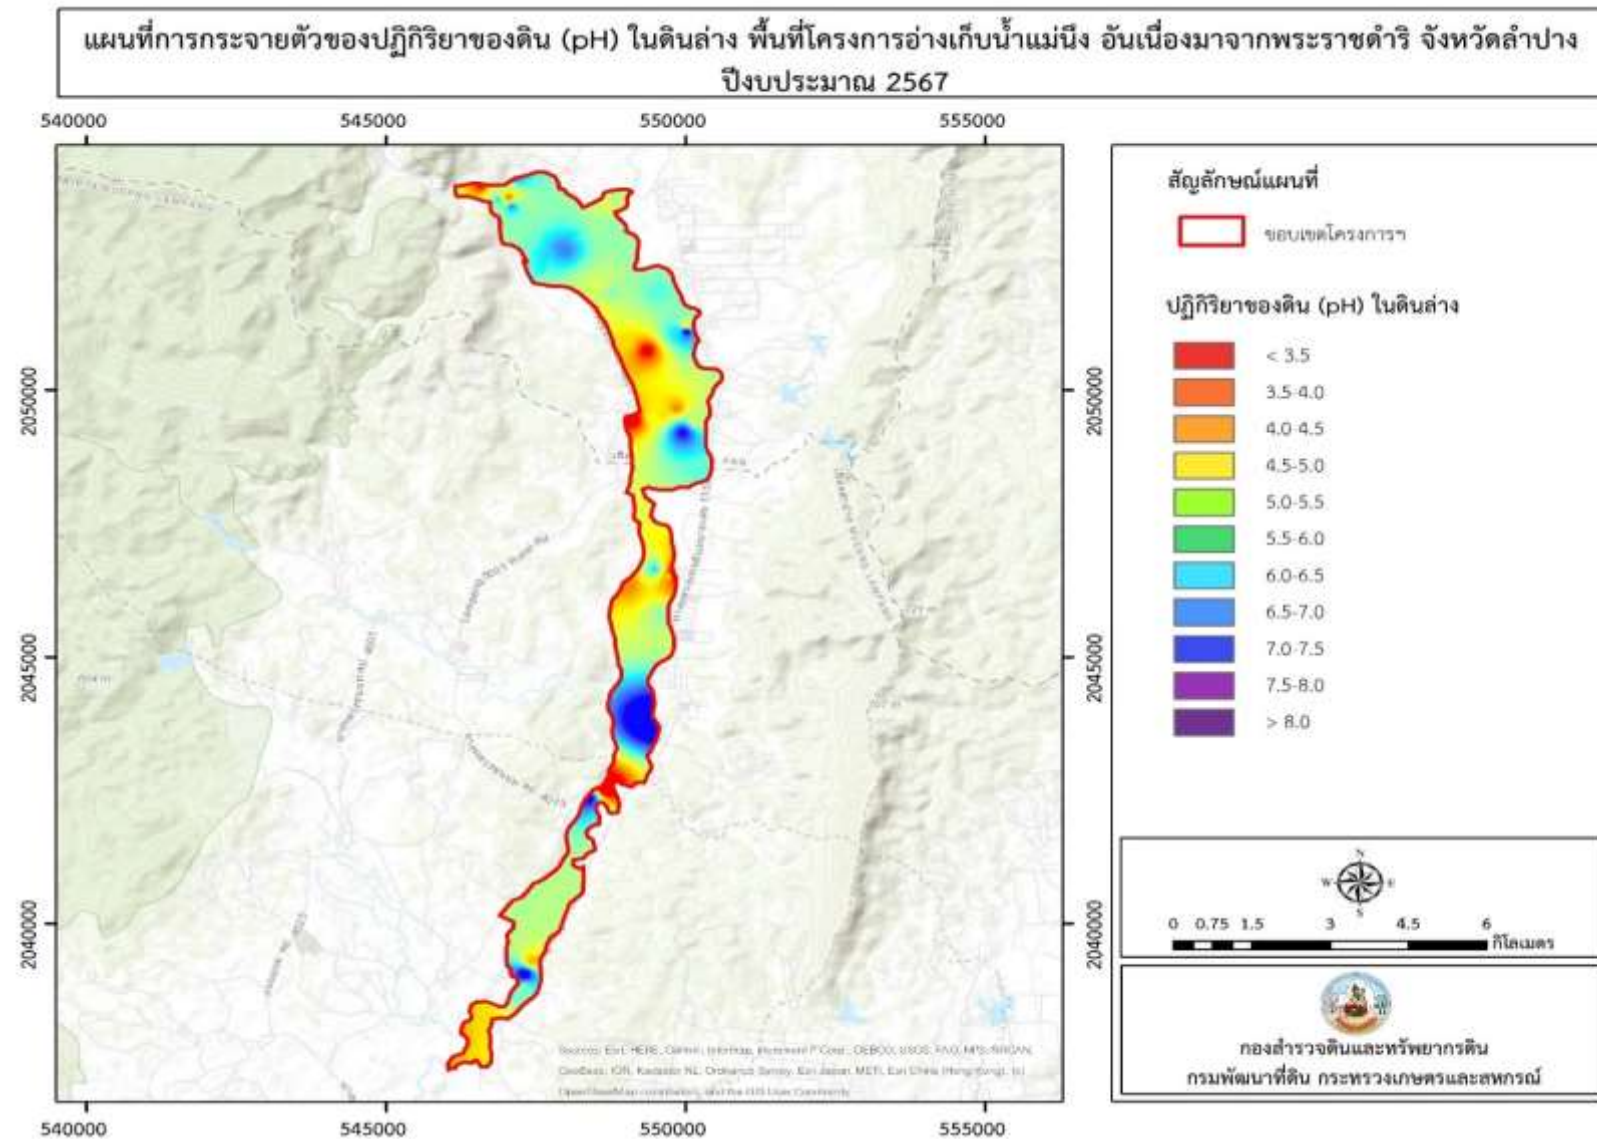 แผนที่การกระจายตัวของปฏิกิริยาของดิน (pH) ในดินล่าง พื้นที่โครงการอ่างเก็บน้ำแม่นึง อันเนื่องมาจากพระราชดำริ จังหวัดลำปาง
ปีงบประมาณ 2567
540000 545000 550000 555000
สัญลักษณ์แผนที่
ขอบเขตโครงการฯ
ปฏิกิริยาของดิน (pH) ในดินล่าง
< 3.5
3.5-4.0
4.0-4.5
4.5-5.0
5.0-5.5
5.5-6.0
6.0-6.5
6.5-7.0
7.0-7.5
7.5-8.0
> 8.0
2050000
2045000
2040000
2050000
2045000
2040000
N
W E
S
0 0.75 1.5 3 4.5 6
กิโลเมตร
กองสำรวจดินและทรัพยากรดิน
กรมพัฒนาที่ดิน กระทรวงเกษตรและสหกรณ์
540000 545000 550000 555000